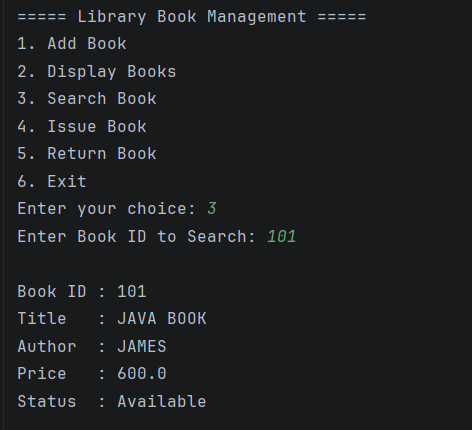 ===== Library Book Management =====
1. Add Book
2. Display Books
3. Search Book
4. Issue Book
5. Return Book
6. Exit
Enter your choice: 3
Enter Book ID to Search: 101
Book ID : 101
Title   : JAVA BOOK
Author  : JAMES
Price   : 600.0
Status  : Available